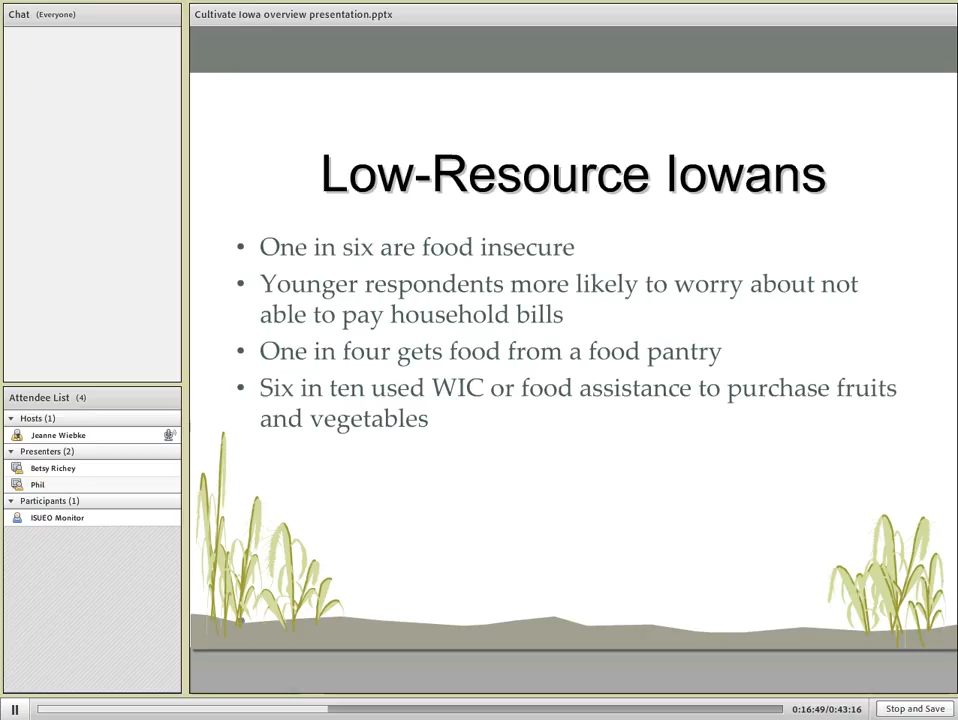 Chat (Everyone)
Cultivate Iowa overview presentation.pptx
Low-Resource Iowans
• One in six are food insecure
• Younger respondents more likely to worry about not
able to pay household bills
• One in four gets food from a food pantry
• Six in ten used WIC or food assistance to purchase fruits
and vegetables
Attendee List (4)
Hosts (1)
Jeanne Wiebke
Presenters (2)
Betsy Richey
Phil
Participants (1)
ISUEO Monitor
0:16:49/0:43:16
Stop and Save